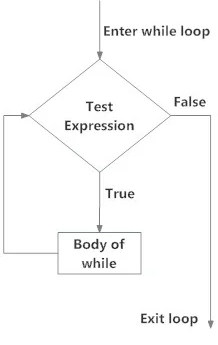 Enter while loop
Test
Expression
False
True
Body of
while
Exit loop